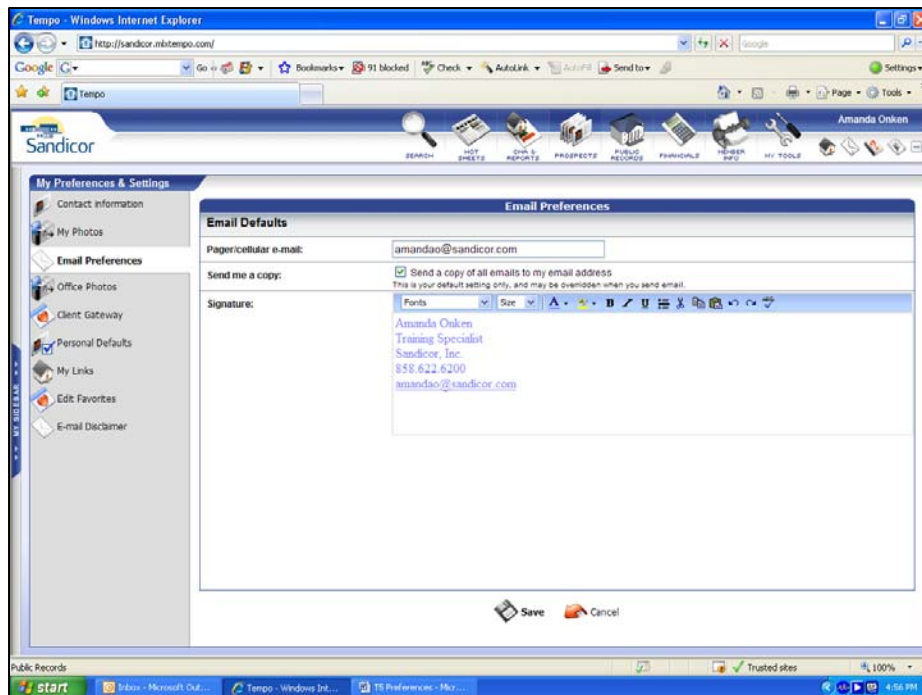 Tempo - Windows Internet Explorer
http://sandicor.mlxtempo.com/
Google
Google G
Go
Bookmarks
91 blocked
Check
AutoLink
AutoFill
Send to
Settings
Tempo
Page
Tools
Amanda Onken
Sandicor
SEARCH
HOT SHEETS
CMA & REPORTS
PROSPECTS
PUBLIC RECORDS
FINANCIALS
MEMBER INFO
MY TOOLS
My Preferences & Settings
Contact Information
My Photos
Email Preferences
Office Photos
Client Gateway
Personal Defaults
My Links
Edit Favorites
E-mail Disclaimer
MY SIDEBAR
Email Preferences
Email Defaults
Pager/cellular e-mail: amandao@sandicor.com
Send me a copy: Send a copy of all emails to my email address
This is your default setting only, and may be overridden when you send email.
Signature:
Fonts Size A B I U
Amanda Onken
Training Specialist
Sandicor, Inc.
858.622.6200
amandao@sandicor.com
Save Cancel
Public Records
Trusted sites
100%
start
Inbox - Microsoft Out...
Tempo - Windows Int...
T5 Preferences - Micr...
4:56 PM